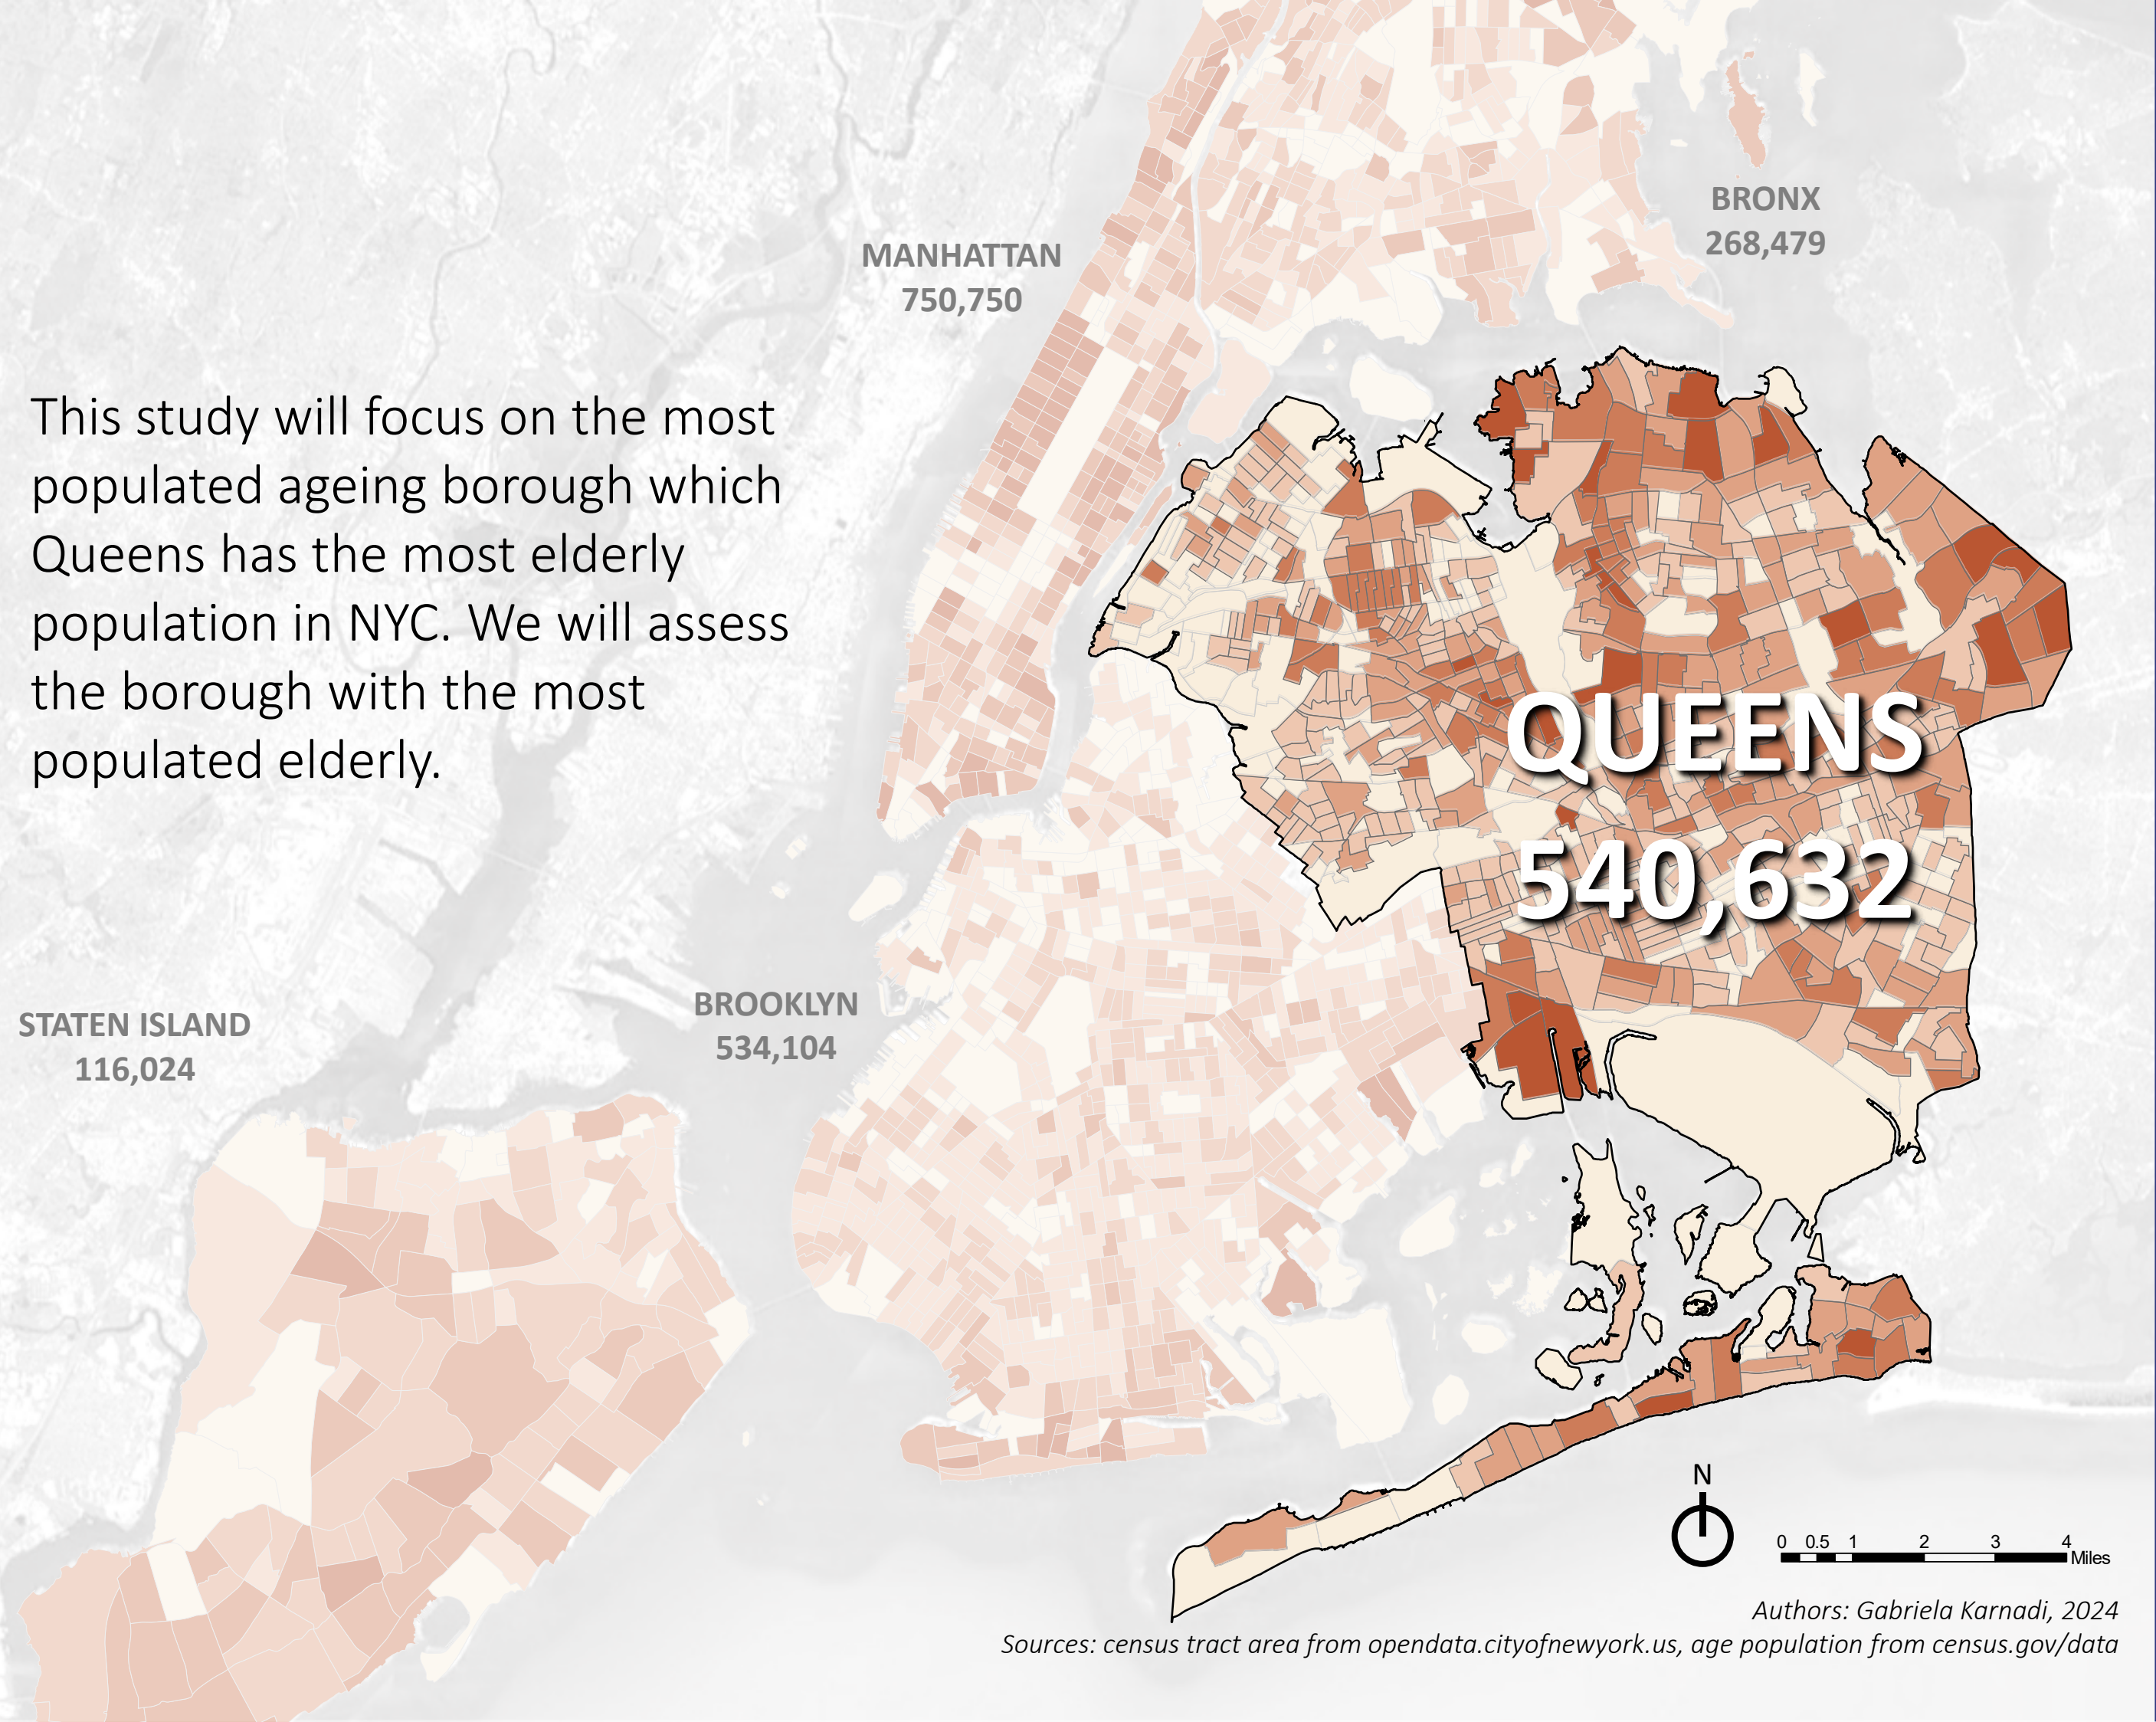 BRONX
268,479
MANHATTAN
750,750
This study will focus on the most
populated ageing borough which
Queens has the most elderly
population in NYC. We will assess
the borough with the most
populated elderly.
QUEENS
540,632
BROOKLYN
534,104
STATEN ISLAND
116,024
N
0 0.5 1 2 3 4
Miles
Authors: Gabriela Karnadi, 2024
Sources: census tract area from opendata.cityofnewyork.us, age population from census.gov/data